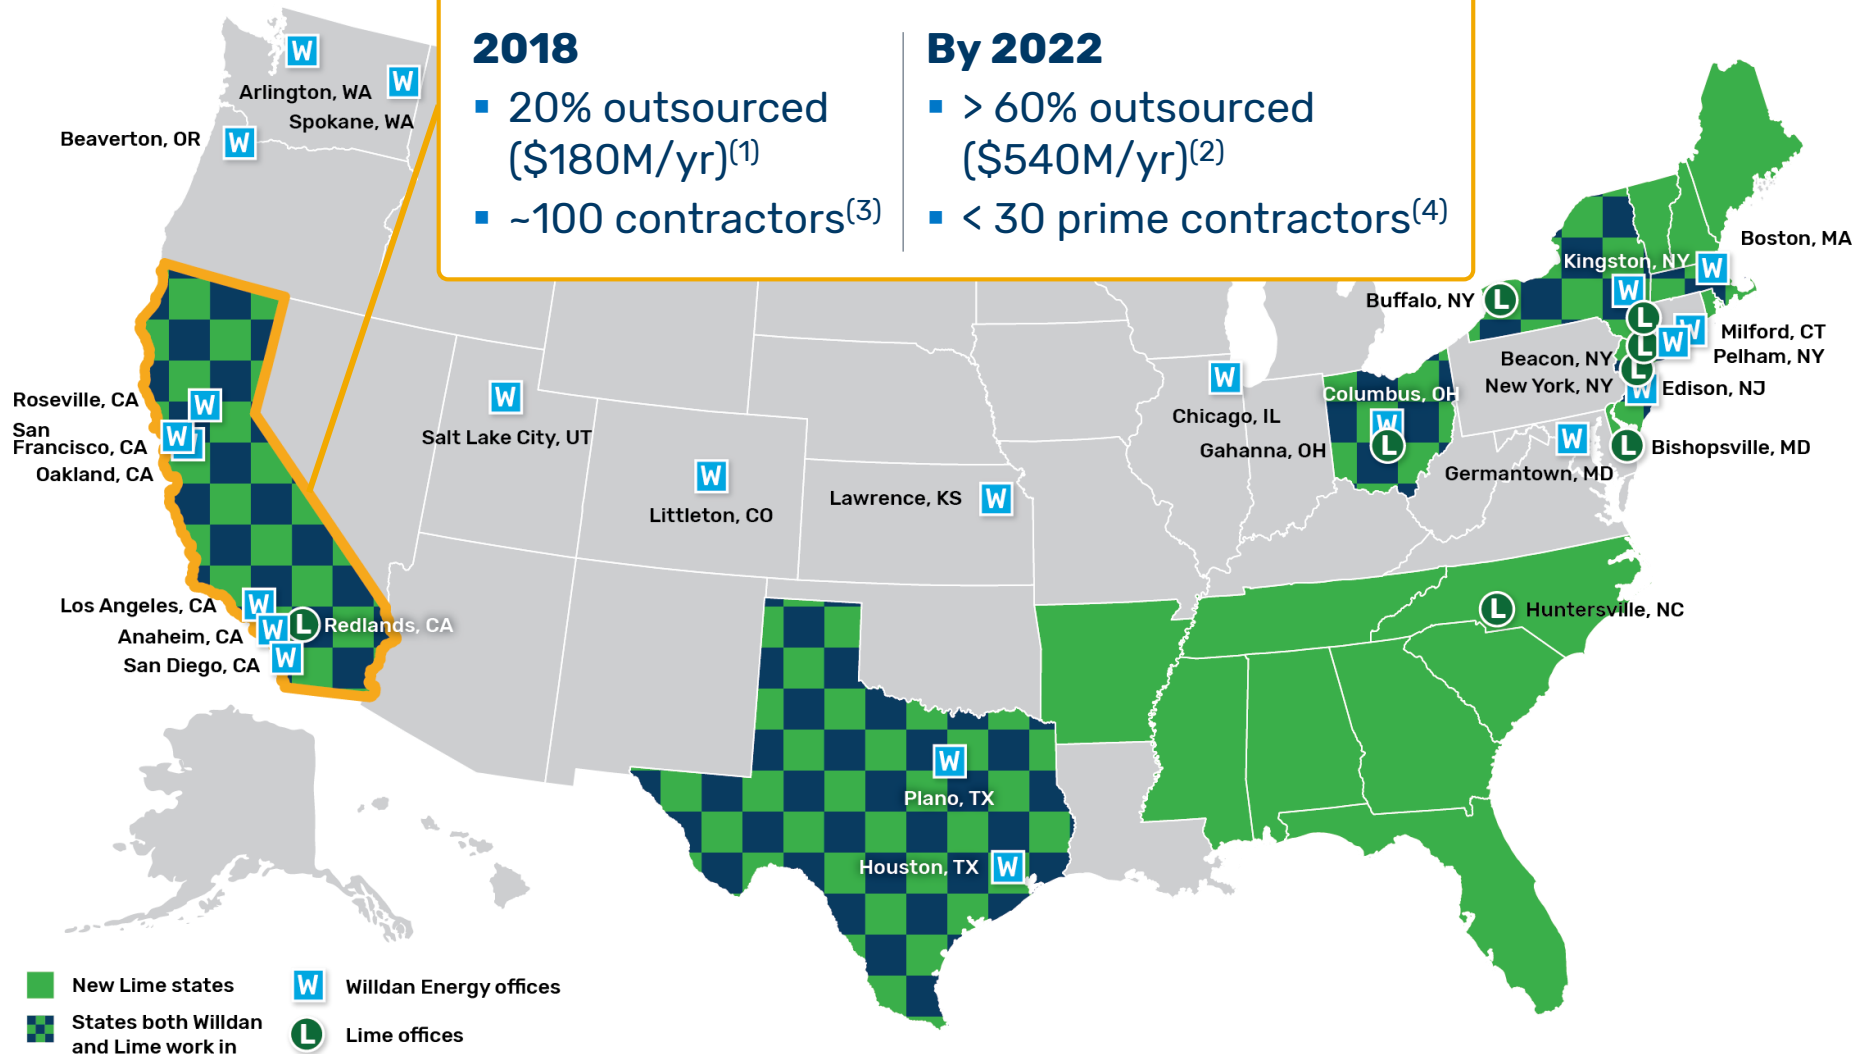 2018
▪ 20% outsourced
($180M/yr)(1)
▪ ~100 contractors(3)
By 2022
▪ > 60% outsourced
($540M/yr)(2)
▪ < 30 prime contractors(4)
W
Arlington, WA
W
Spokane, WA
Beaverton, OR
W
Boston, MA
Kingston, NY
W
W
Buffalo, NY
L
L
W
Milford, CT
Beacon, NY
L
W
Pelham, NY
New York, NY
L
W
Edison, NJ
Roseville, CA
W
San
Francisco, CA
W
Oakland, CA
W
Salt Lake City, UT
W
Littleton, CO
Lawrence, KS
W
W
Chicago, IL
Columbus, OH
W
Gahanna, OH
L
W
Germantown, MD
L
Bishopsville, MD
Los Angeles, CA
W
Anaheim, CA
W
L
Redlands, CA
San Diego, CA
W
L
Huntersville, NC
W
Plano, TX
Houston, TX
W
New Lime states
States both Willdan
and Lime work in
W
Willdan Energy offices
L
Lime offices